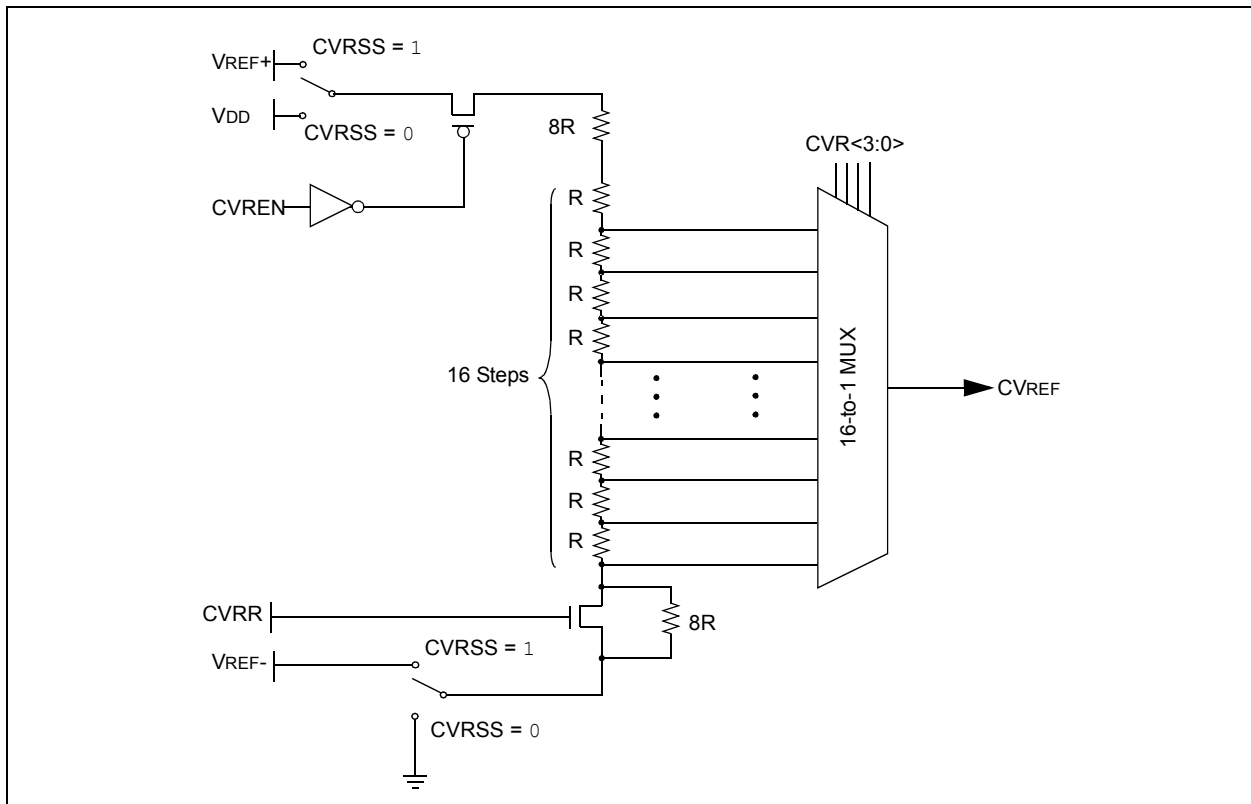 CVRSS = 1
VREF+
VDD
CVRSS = 0
8R
CVR<3:0>
CVREN
R
R
R
R
16 Steps
16-to-1 MUX
CVREF
R
R
R
CVRR
8R
CVRSS = 1
VREF-
CVRSS = 0